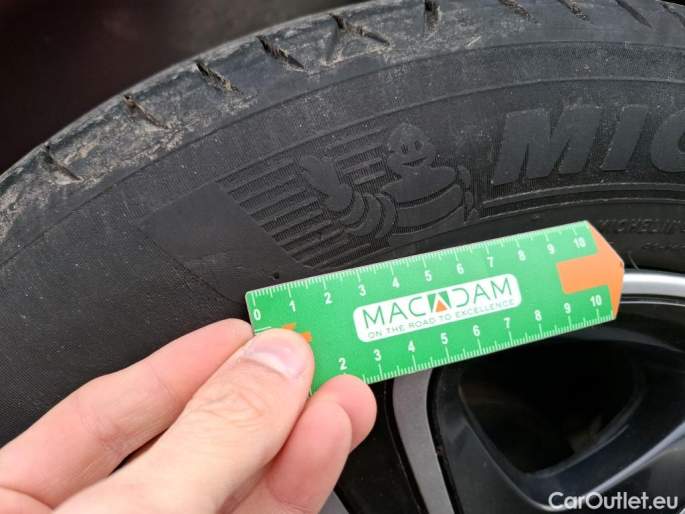 MIC
MICHELIN
0 1 2 3 4 5 6 7 8 9 10
MACADAM
ON THE ROAD TO EXCELLENCE
2 3 4 5 6 7 8 9 10
CarOutlet.eu